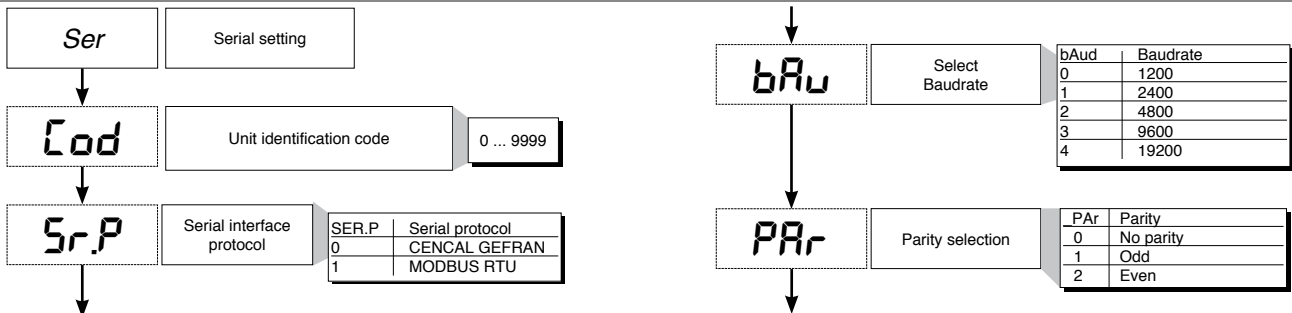 Ser
Serial setting
Cod
Unit identification code
0 ... 9999
Sr.P
Serial interface
protocol
SER.P Serial protocol
0 CENCAL GEFRAN
1 MODBUS RTU
bAu
Select
Baudrate
bAud Baudrate
0 1200
1 2400
2 4800
3 9600
4 19200
PAr
Parity selection
_PAr Parity
0 No parity
1 Odd
2 Even